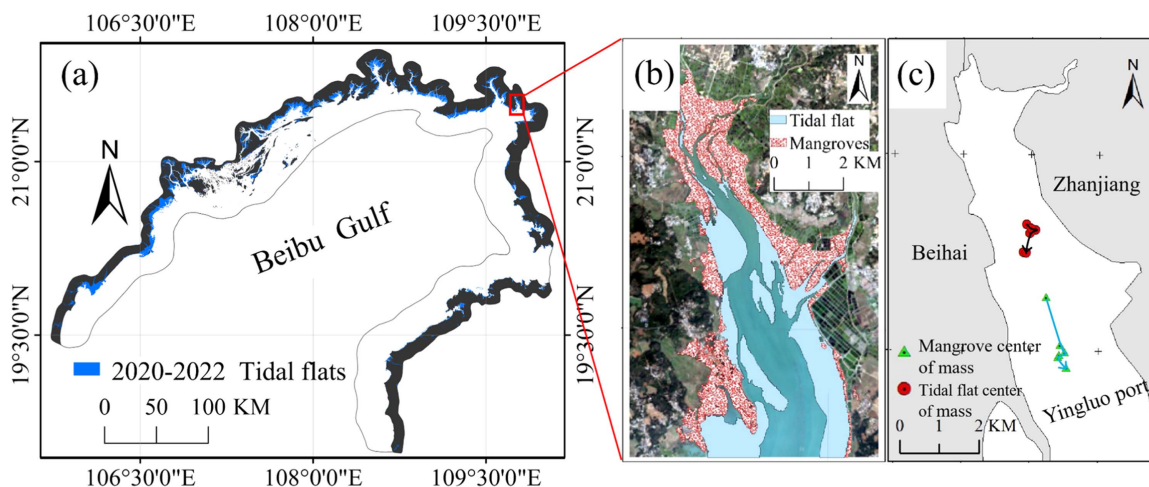 106°30'0"E 108°0'0"E 109°30'0"E
(a)
21°0'0"N
19°30'0"N
N
Beibu Gulf
2020-2022 Tidal flats
0 50 100 KM
106°30'0"E 108°0'0"E 109°30'0"E
21°0'0"N
19°30'0"N
(b)
N
Tidal flat
Mangroves
0 1 2 KM
(c)
N
Zhanjiang
Beihai
Mangrove center
of mass
Tidal flat center
of mass
Yingluo port
0 1 2 KM